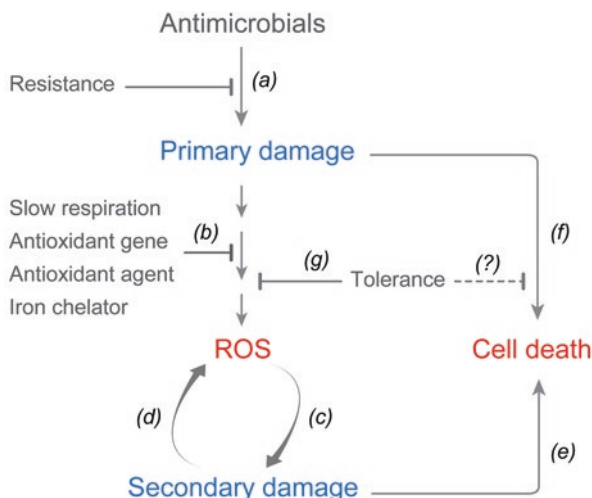 Antimicrobials
Resistance
(a)
Primary damage
Slow respiration
Antioxidant gene
Antioxidant agent
Iron chelator
(b)
(g)
Tolerance
(?)
(f)
ROS
Cell death
(d)
(c)
(e)
Secondary damage